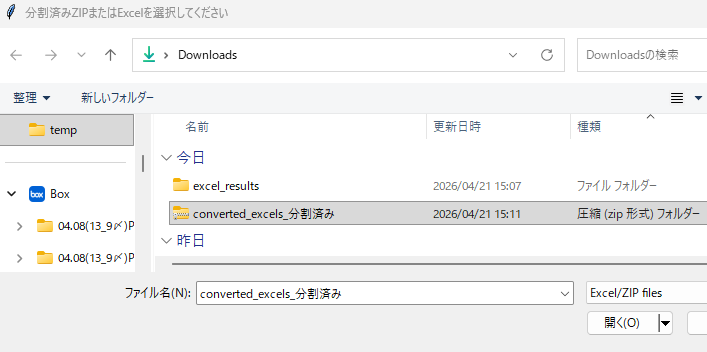 分割済みZIPまたはExcelを選択してください
Downloads
Downloadsの検索
整理
新しいフォルダー
temp
Box
04.08(13_9〆)P
04.08(13_9〆)P
名前
更新日時
種類
今日
excel_results
2026/04/21 15:07
ファイル フォルダー
converted_excels_分割済み
2026/04/21 15:11
圧縮 (zip 形式) フォルダー
昨日
ファイル名(N):
converted_excels_分割済み
Excel/ZIP files
開く(O)